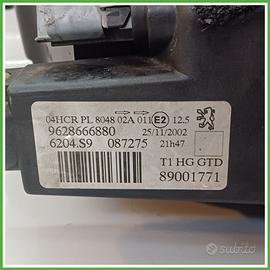 04HCR PL 8048 02A 011 E2 12.5
9628666880 25/11/2002
6204.S9 087275 21h47
T1 HG GTD
89001771
subito